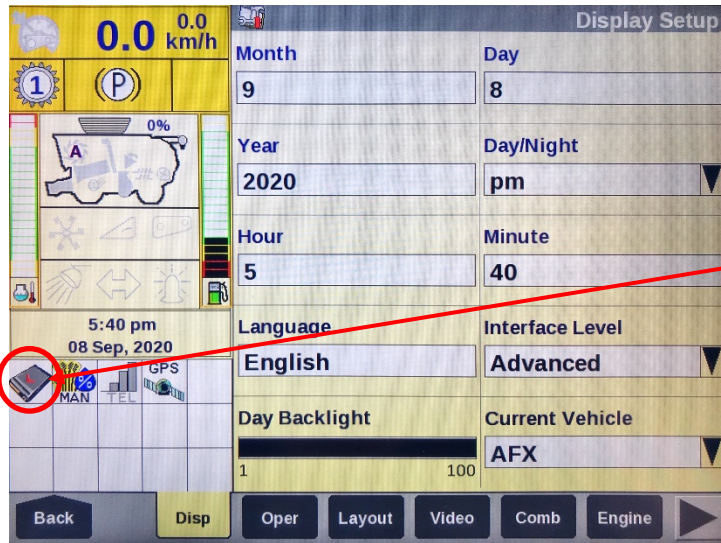 0.0
0.0
km/h
Display Setup
Month
Day
1
(P)
9
8
0%
A
Year
Day/Night
2020
pm
Hour
Minute
5
40
5:40 pm
08 Sep, 2020
Language
Interface Level
English
Advanced
MAN
TEL
GPS
%
Day Backlight
Current Vehicle
AFX
1
100
Back
Disp
Oper
Layout
Video
Comb
Engine